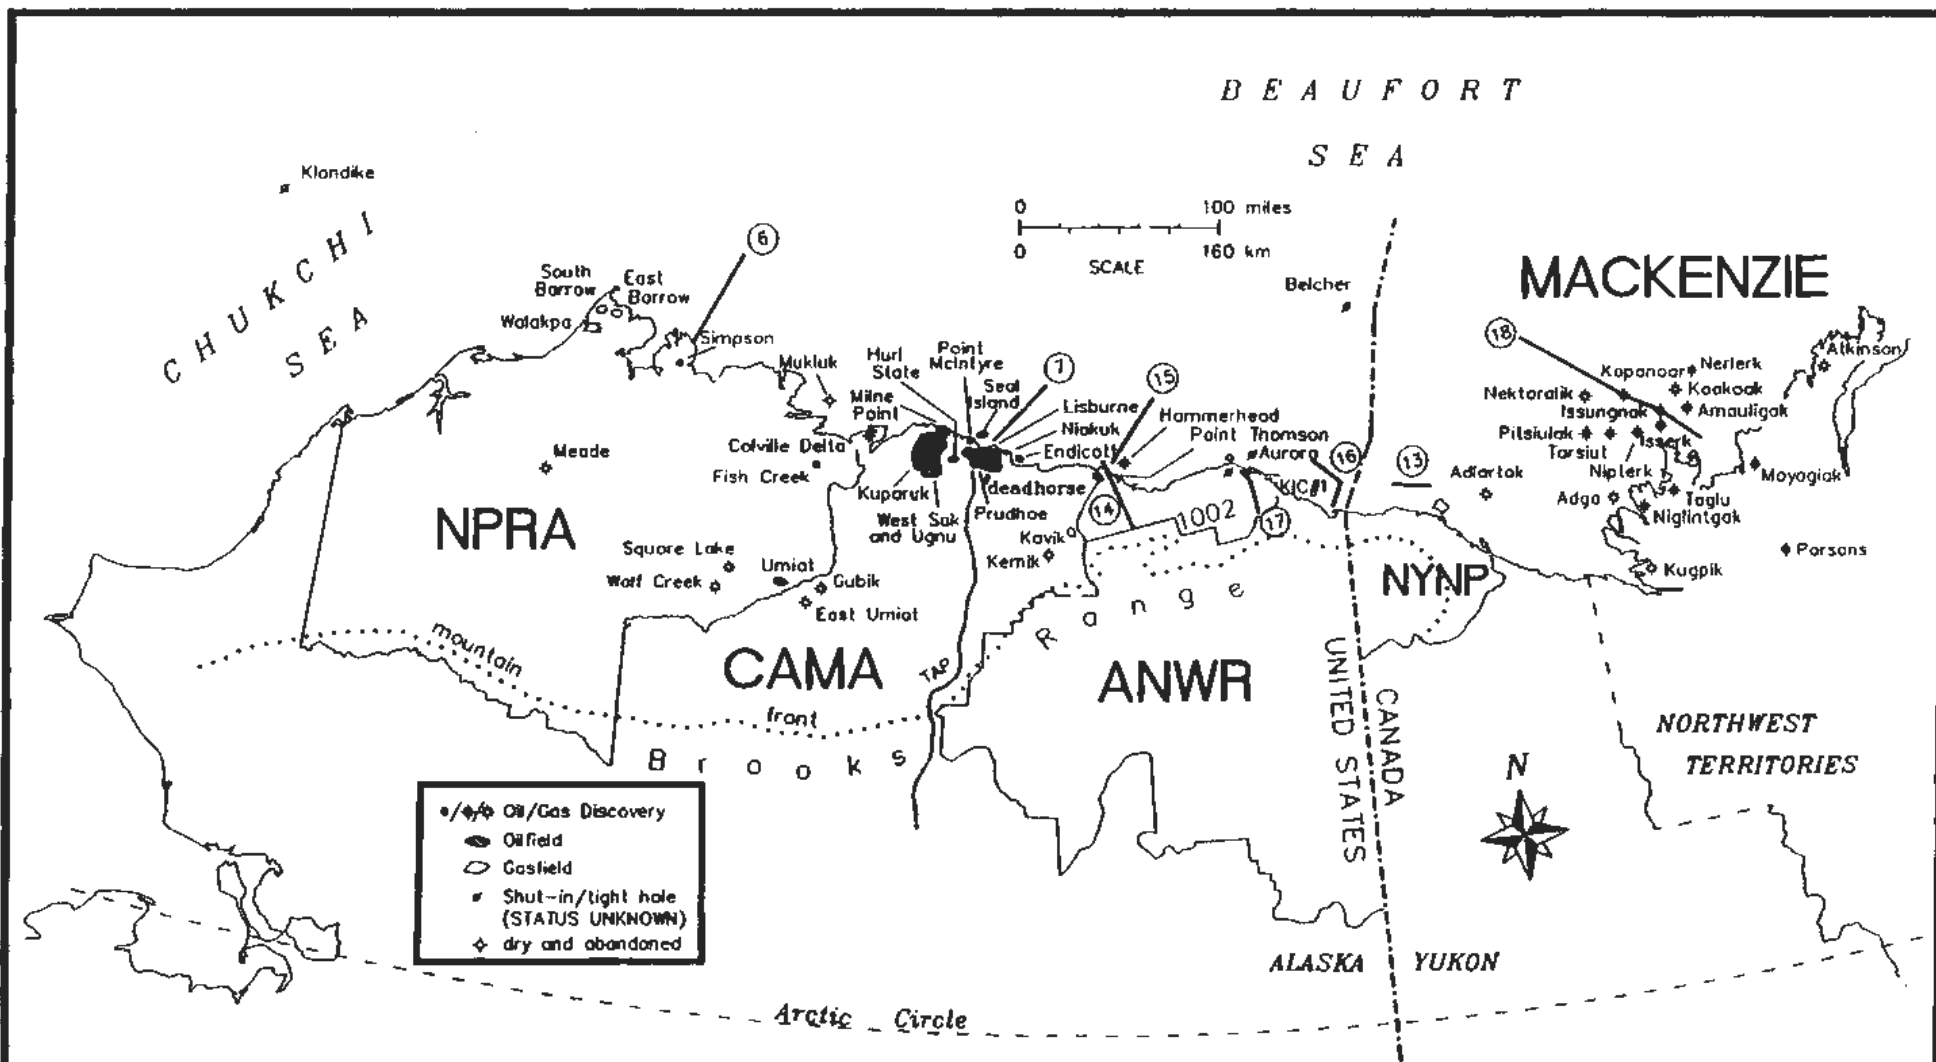 BEAUFORT
SEA
Klondike
CHUKCHI
SEA
0 100 miles
0 160 km
SCALE
6
South
Barrow
East
Barrow
Walakpa
Simpson
Mukluk
Belcher
MACKENZIE
18
Atkinson
Kopanoar
Nerlerk
Koakoak
Nektoralik
Issungnak
Amauligak
Pitsiulak
Tarsiut
Isserk
Niplerk
Mayogiak
Adlartok
Adgo
Taglu
Niglintgak
Parsons
Kugpik
Hurl
State
Point
McIntyre
Seal
Island
7
15
Milne
Point
Lisburne
Niakuk
Hammerhead
Point Thomson
Aurora
16
13
Colville Delta
Fish Creek
Endicott
KIC#1
Kuparuk
deadhorse
Prudhoe
West Sak
and Ugnu
14
1002
17
Meade
NPRA
Kavik
Kemik
Square Lake
Wolf Creek
Umiat
Gubik
East Umiat
NYNP
mountain
front
CAMA
TAP
ANWR
Brooks
Range
UNITED STATES
CANADA
NORTHWEST
TERRITORIES
N
Oil/Gas Discovery
Oilfield
Gasfield
Shut-in/tight hole
(STATUS UNKNOWN)
dry and abandoned
ALASKA
YUKON
Arctic Circle